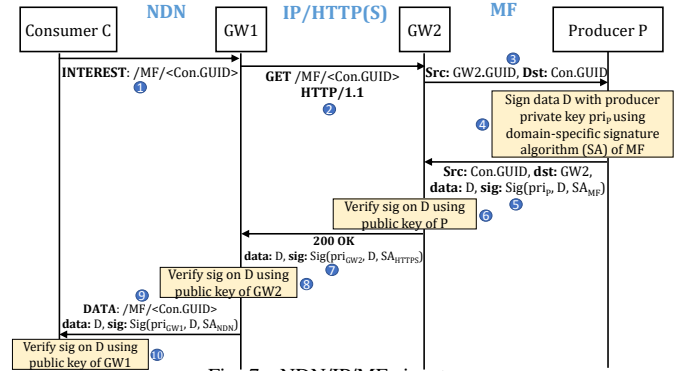 NDN IP/HTTP(S) MF
Consumer C GW1 GW2 Producer P
INTEREST: /MF/<Con.GUID>
1
GET /MF/<Con.GUID>
HTTP/1.1
2
3
Src: GW2.GUID, Dst: Con.GUID
4
Sign data D with producer
private key priP using
domain-specific signature
algorithm (SA) of MF
Src: Con.GUID, dst: GW2,
data: D, sig: Sig(priP, D, SAMF)
5
Verify sig on D using
public key of P
6
200 OK
data: D, sig: Sig(priGW2, D, SAHTTPS)
7
Verify sig on D using
public key of GW2
8
9
DATA: /MF/<Con.GUID>
data: D, sig: Sig(priGW1, D, SANDN)
Verify sig on D using
public key of GW1
10